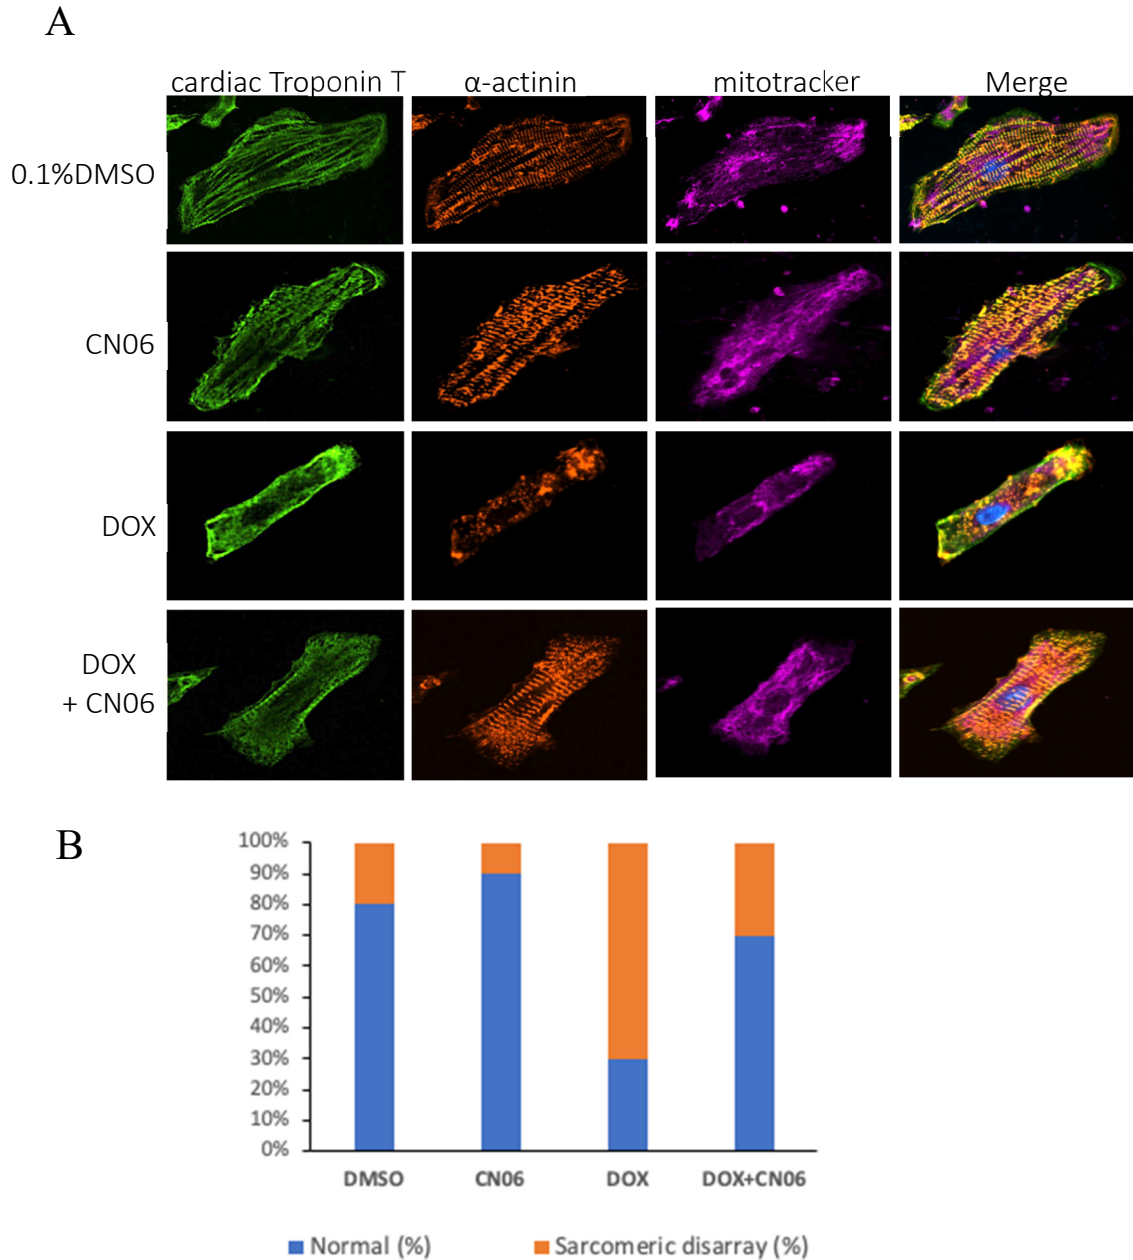 A
cardiac Troponin T α-actinin mitotracker Merge
0.1%DMSO
CN06
DOX
DOX
+ CN06
B
100%
90%
80%
70%
60%
50%
40%
30%
20%
10%
0%
DMSO CN06 DOX DOX+CN06
Normal (%) Sarcomeric disarray (%)